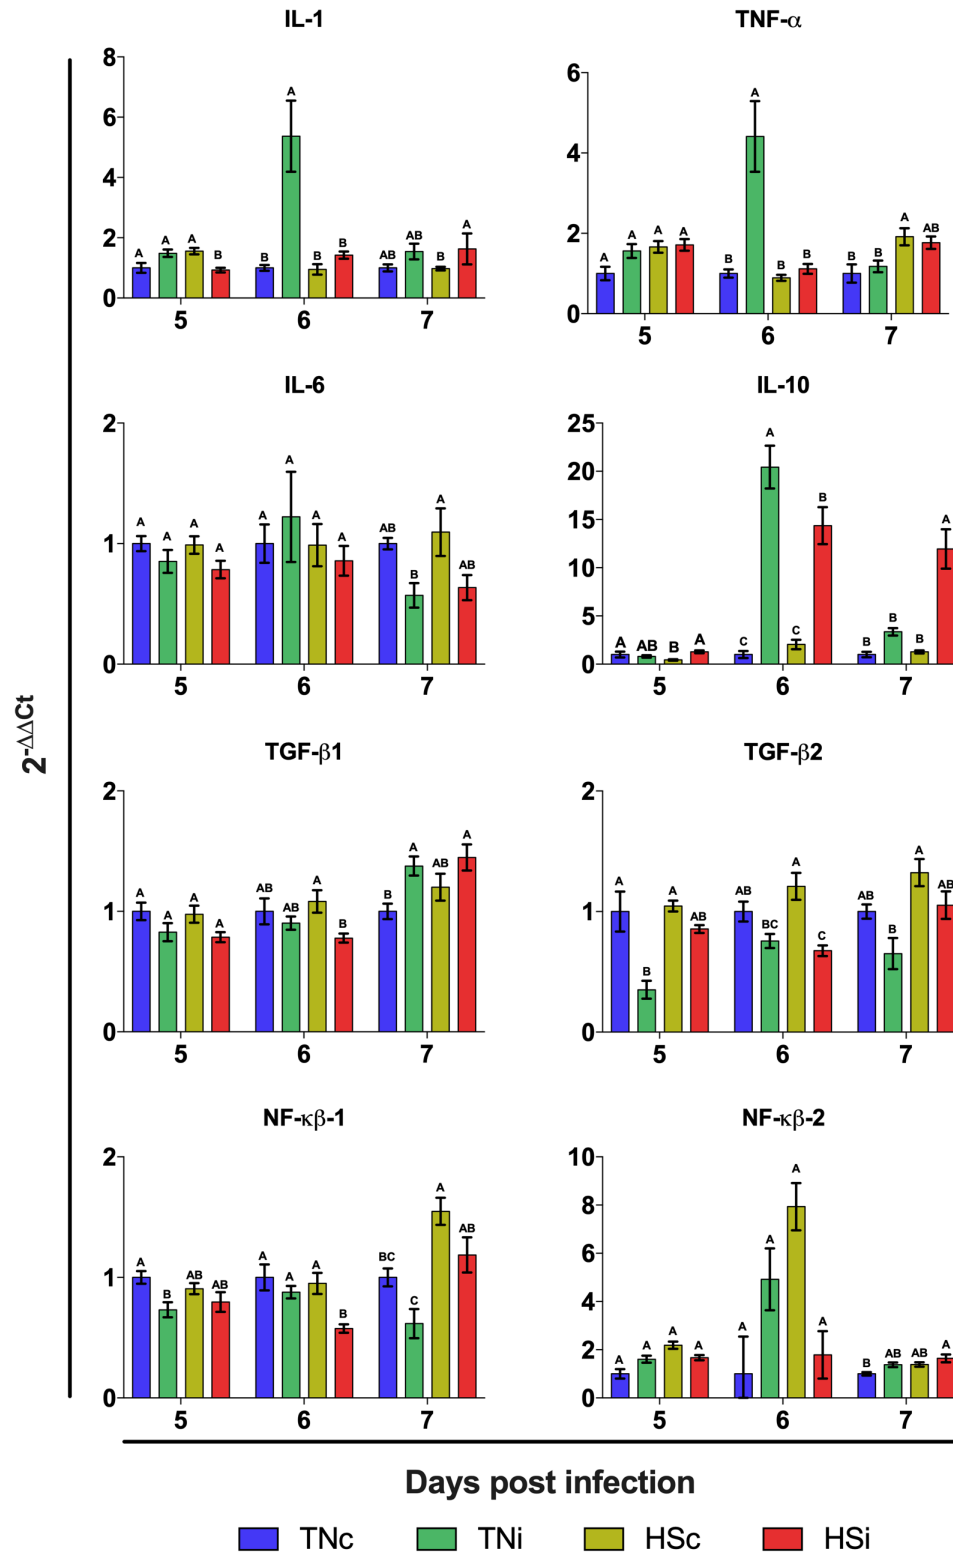 IL-1
8
6
4
2
0
A A A B
B A B B
AB AB B A
5 6 7
TNF-α
6
4
2
0
A A A A
B A B B
B B A AB
5 6 7
IL-6
2
1
0
A A A A
A A A A
AB B A AB
5 6 7
IL-10
25
20
15
10
5
0
A AB B A
C A C B
B B B A
5 6 7
2-ΔΔCt
TGF-β1
2
1
0
A A A A
AB AB A B
B A AB A
5 6 7
TGF-β2
2
1
0
A B A AB
AB BC A C
AB B A AB
5 6 7
NF-κβ-1
2
1
0
A B AB AB
A A A B
BC C A AB
5 6 7
NF-κβ-2
10
8
6
4
2
0
A A A A
A A A A
B AB AB A
5 6 7
Days post infection
TNc TNi HSc HSi